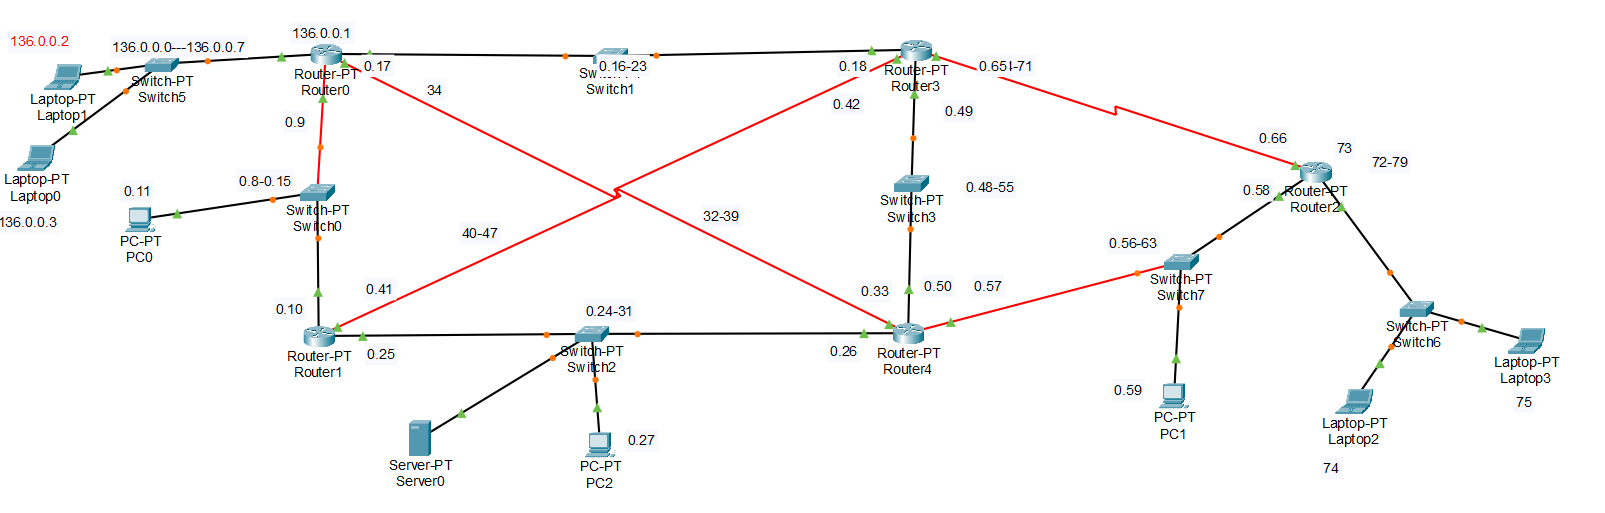 136.0.0.2
136.0.0.0---136.0.0.7
136.0.0.1
Switch-PT
Switch5
Laptop-PT
Laptop1
Laptop-PT
Laptop0
136.0.0.3
Router-PT
Router0
0.17
34
0.9
0.16-23
Switch1
0.18
0.42
Router-PT
Router3
0.49
0.66
73
72-79
0.58
Router-PT
Router2
0.11
PC-PT
PC0
0.8-0.15
Switch-PT
Switch0
40-47
32-39
Switch-PT
Switch3
0.48-55
0.56-63
Switch-PT
Switch7
0.41
0.10
Router-PT
Router1
0.25
0.24-31
Switch-PT
Switch2
0.33
0.50
0.57
0.26
Router-PT
Router4
Switch-PT
Switch6
Laptop-PT
Laptop3
75
Laptop-PT
Laptop2
74
0.59
PC-PT
PC1
Server-PT
Server0
0.27
PC-PT
PC2